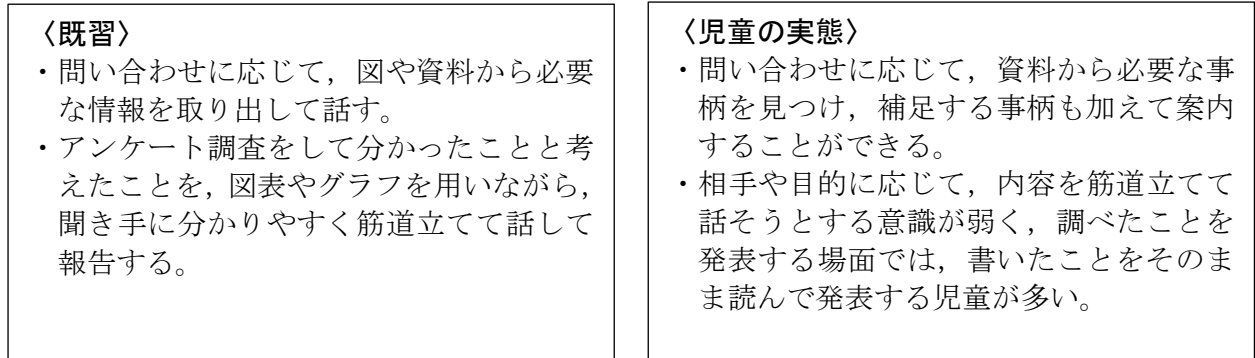 〈既習〉
・問い合わせに応じて，図や資料から必要
な情報を取り出して話す。
・アンケート調査をして分かったことと考
えたことを，図表やグラフを用いながら，
聞き手に分かりやすく筋道立てて話して
報告する。
〈児童の実態〉
・問い合わせに応じて，資料から必要な事
柄を見つけ，補足する事柄も加えて案内
することができる。
・相手や目的に応じて，内容を筋道立てて
話そうとする意識が弱く，調べたことを
発表する場面では，書いたことをそのま
ま読んで発表する児童が多い。